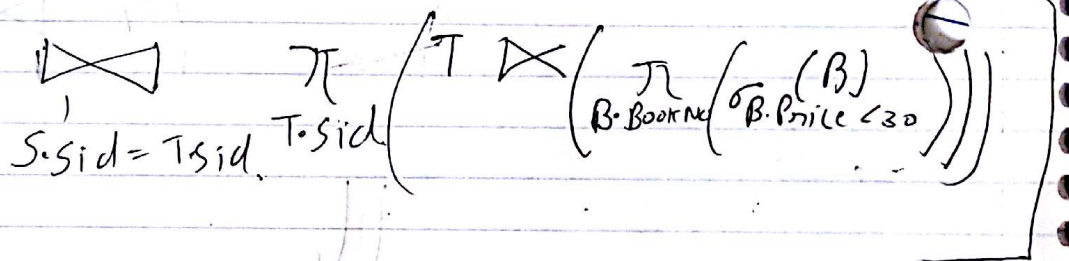 ⋈ π (T ⋉ (π (σ (B))))
S.sid = T.sid T.sid B.BookNo B.Price <30